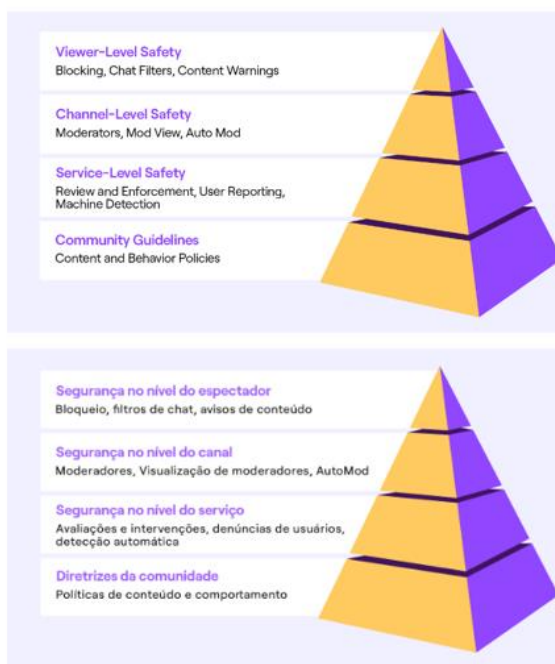 Viewer-Level Safety
Blocking, Chat Filters, Content Warnings
Channel-Level Safety
Moderators, Mod View, Auto Mod
Service-Level Safety
Review and Enforcement, User Reporting,
Machine Detection
Community Guidelines
Content and Behavior Policies
Segurança no nível do espectador
Bloqueio, filtros de chat, avisos de conteúdo
Segurança no nível do canal
Moderadores, Visualização de moderadores, AutoMod
Segurança no nível do serviço
Avaliações e intervenções, denúncias de usuários,
detecção automática
Diretrizes da comunidade
Políticas de conteúdo e comportamento